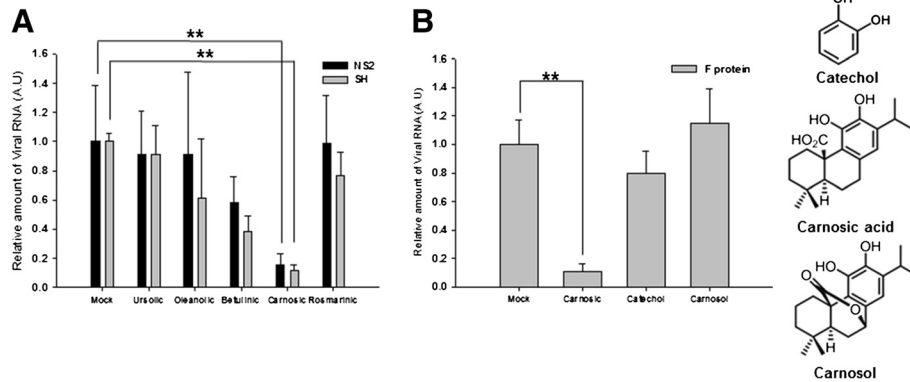 A
**
**
Relative amount of Viral RNA (A.U)
1.6
1.4
1.2
1.0
0.8
0.6
0.4
0.2
0.0
NS2
SH
Mock Ursolic Oleanolic Betulinic Carnosic Rosmarinic
B
**
Relative amount of Viral RNA (A.U)
1.6
1.4
1.2
1.0
0.8
0.6
0.4
0.2
0.0
F protein
Mock Carnosic Catechol Carnosol
OH
OH
Catechol
OH
HO
HO₂C
H
Carnosic acid
OH
HO
O
O
H
Carnosol